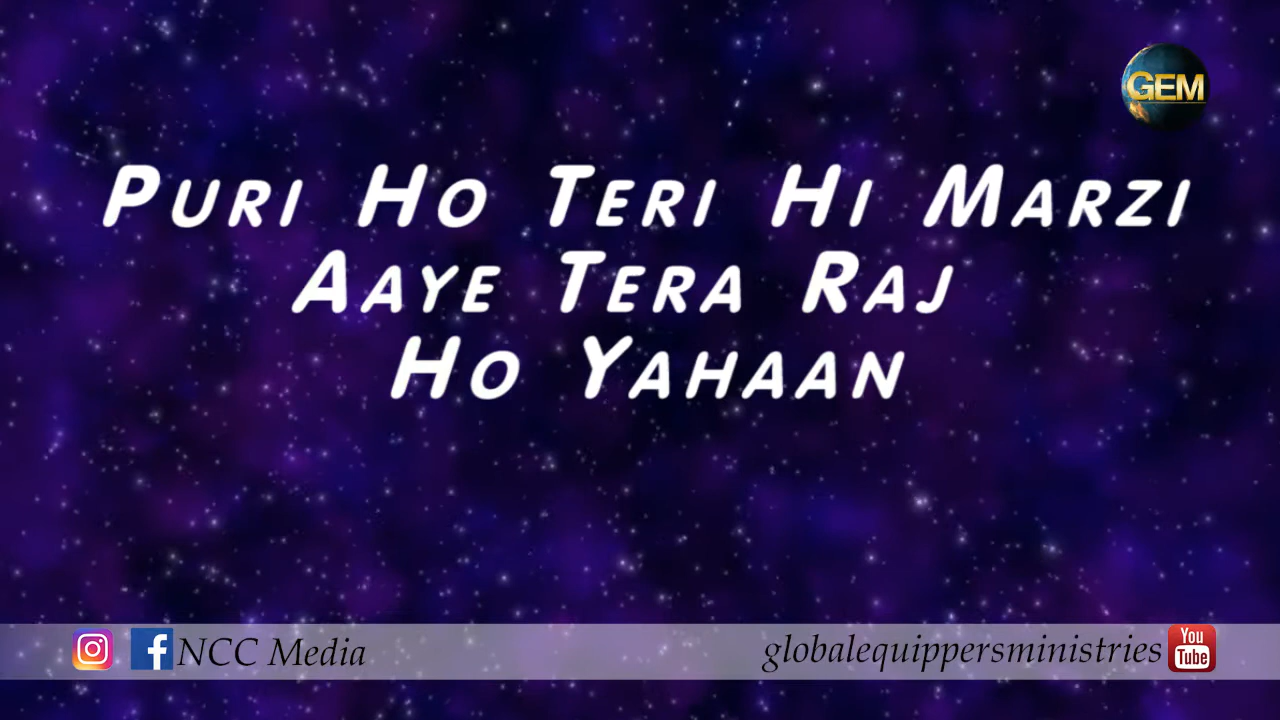 GEM
PURI HO TERI HI MARZI
AAYE TERA RAJ
HO YAHAAN
NCC Media
globalequippersministries
You
Tube